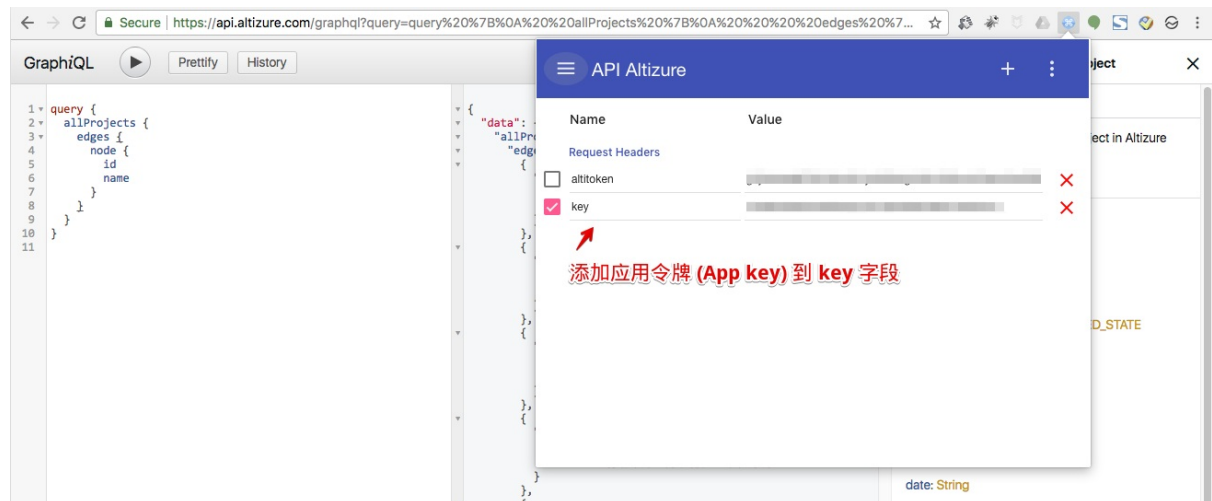 Secure | https://api.altizure.com/graphql?query=query%20%7B%0A%20%20allProjects%20%7B%0A%20%20%20%20edges%20%7...
GraphiQL Prettify History
API Altizure
ject
1 query {
2 allProjects {
3 edges {
4 node {
5 id
6 name
7 }
8 }
9 }
10 }
11
{
"data":
"allPr
"edg
{
},
{
},
{
},
{
}
},
Name Value
Request Headers
altitoken
key
添加应用令牌 (App key) 到 key 字段
ect in Altizure
D_STATE
date: String